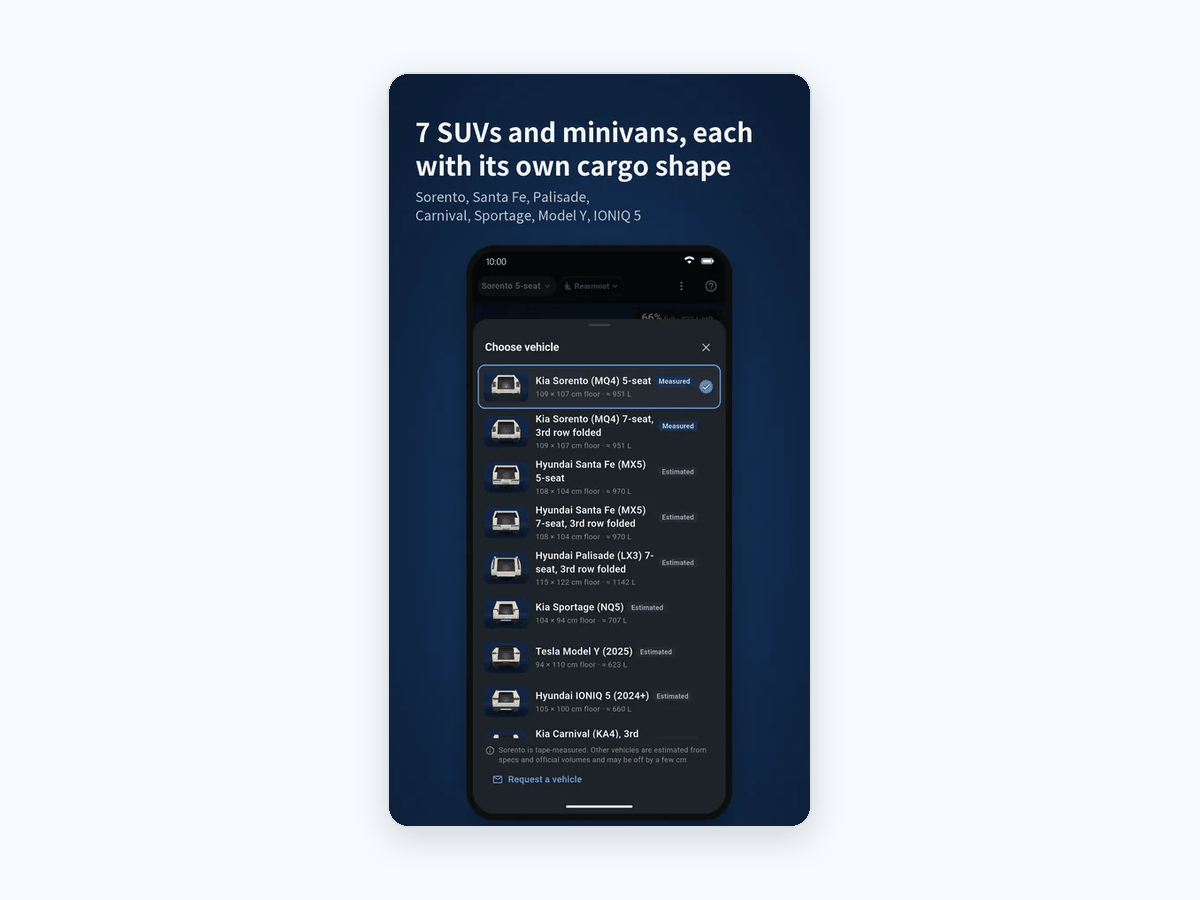 7 SUVs and minivans, each
with its own cargo shape
Sorento, Santa Fe, Palisade,
Carnival, Sportage, Model Y, IONIQ 5
10:00
Sorento 5-seat
Rearmost
66%
Choose vehicle
Kia Sorento (MQ4) 5-seat Measured
109 × 107 cm floor · ≈ 951 L
Kia Sorento (MQ4) 7-seat,
3rd row folded
Measured
109 × 107 cm floor · ≈ 951 L
Hyundai Santa Fe (MX5)
5-seat
Estimated
108 × 104 cm floor · ≈ 970 L
Hyundai Santa Fe (MX5)
7-seat, 3rd row folded
Estimated
108 × 104 cm floor · ≈ 970 L
Hyundai Palisade (LX3) 7-
seat, 3rd row folded
Estimated
115 × 122 cm floor · ≈ 1142 L
Kia Sportage (NQ5) Estimated
104 × 94 cm floor · ≈ 707 L
Tesla Model Y (2025) Estimated
94 × 110 cm floor · ≈ 623 L
Hyundai IONIQ 5 (2024+) Estimated
105 × 100 cm floor · ≈ 660 L
Kia Carnival (KA4), 3rd
Sorento is tape-measured. Other vehicles are estimated from
specs and official volumes and may be off by a few cm
Request a vehicle